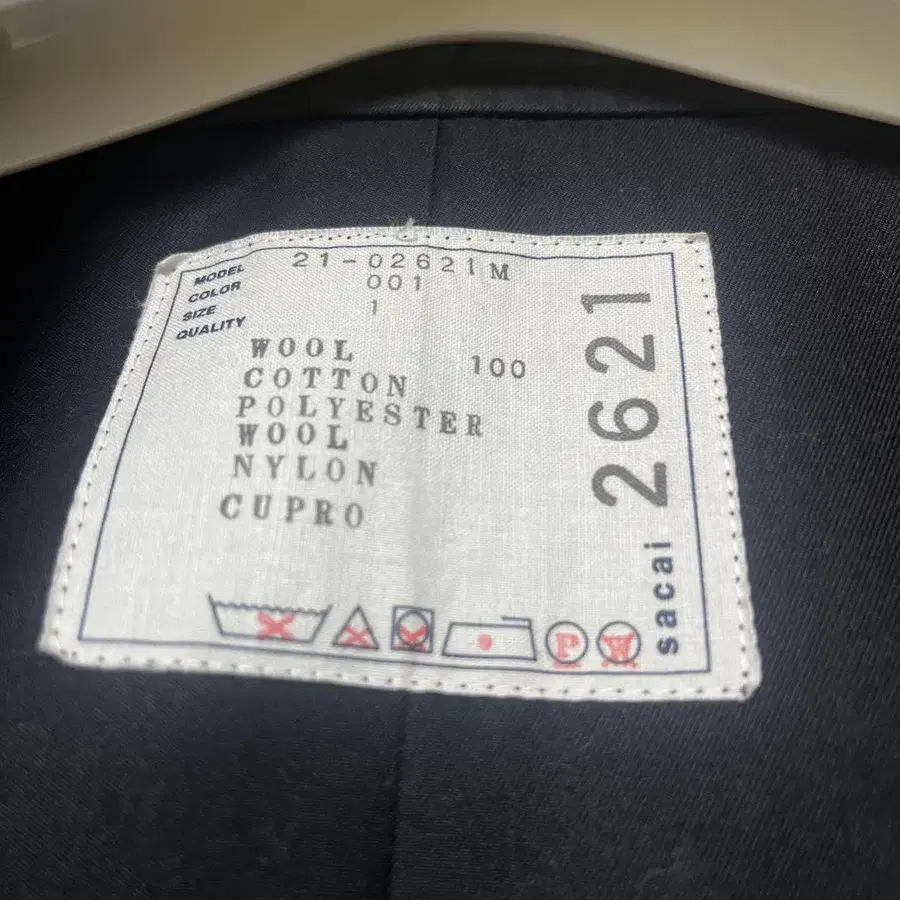 MODEL 21-02621M
COLOR 001
SIZE 1
QUALITY
WOOL 100
COTTON
POLYESTER
WOOL
NYLON
CUPRO
P W
sacai 2621